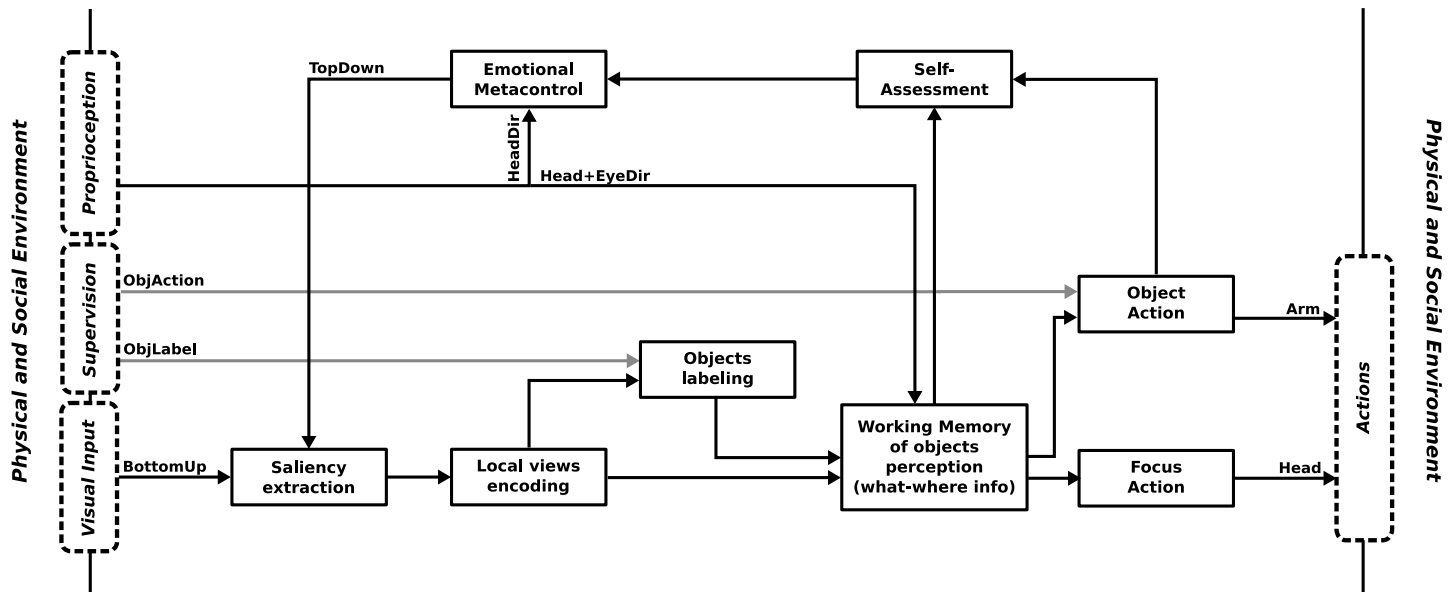 Physical and Social Environment
Proprioception
Supervision
Visual Input
TopDown
Emotional
Metacontrol
Self-
Assessment
HeadDir
Head+EyeDir
ObjAction
Object
Action
Arm
ObjLabel
Objects
labeling
BottomUp
Saliency
extraction
Local views
encoding
Working Memory
of objects
perception
(what-where info)
Focus
Action
Head
Actions
Physical and Social Environment